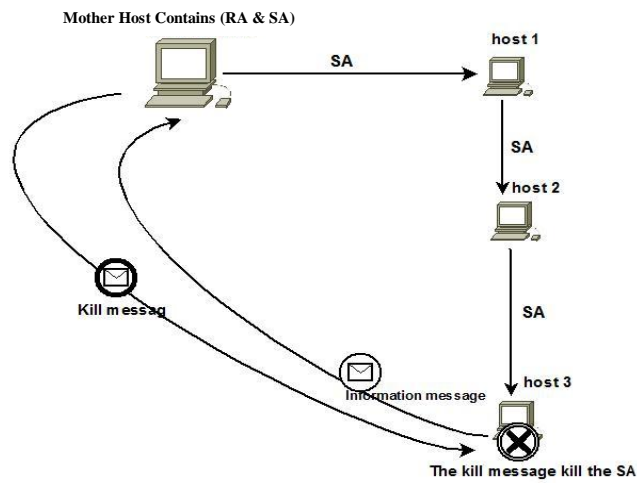 Mother Host Contains (RA & SA)
host 1
SA
SA
host 2
SA
Kill messag
Information message
host 3
The kill message kill the SA